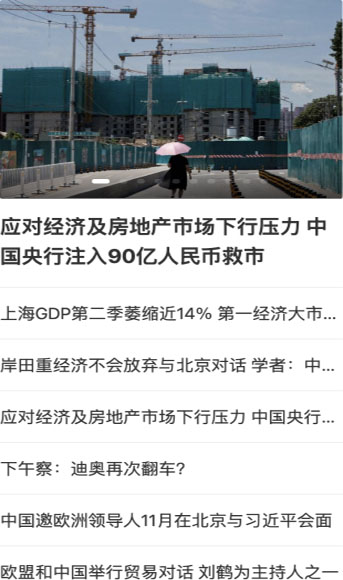 应对经济及房地产市场下行压力 中
国央行注入90亿人民币救市
上海GDP第二季萎缩近14% 第一经济大市...
岸田重经济不会放弃与北京对话 学者：中...
应对经济及房地产市场下行压力 中国央行...
下午察：迪奥再次翻车？
中国邀欧洲领导人11月在北京与习近平会面
欧盟和中国举行贸易对话 刘鹤为主持人之一